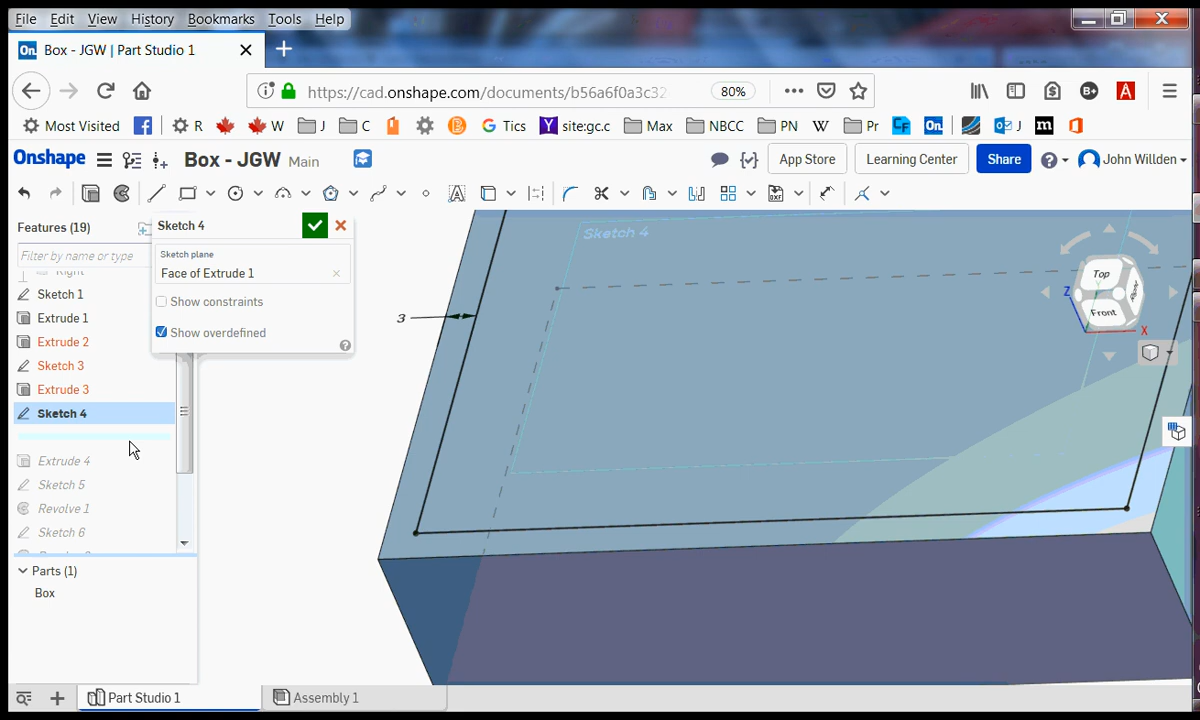 File Edit View History Bookmarks Tools Help
On Box - JGW | Part Studio 1
https://cad.onshape.com/documents/b56a6f0a3c32 80%
B+ A
Most Visited f R W J C G Tics Y site:gc.c Max NBCC PN W Pr CF On. J m
Onshape Box - JGW Main App Store Learning Center Share John Willden
Features (19)
Filter by name or type
Right
Sketch 1
Extrude 1
Extrude 2
Sketch 3
Extrude 3
Sketch 4
Extrude 4
Sketch 5
Revolve 1
Sketch 6
Parts (1)
Box
Sketch 4
Sketch plane
Face of Extrude 1
Show constraints
Show overdefined
Sketch 4
3
Top
Front
Z
X
Part Studio 1 Assembly 1